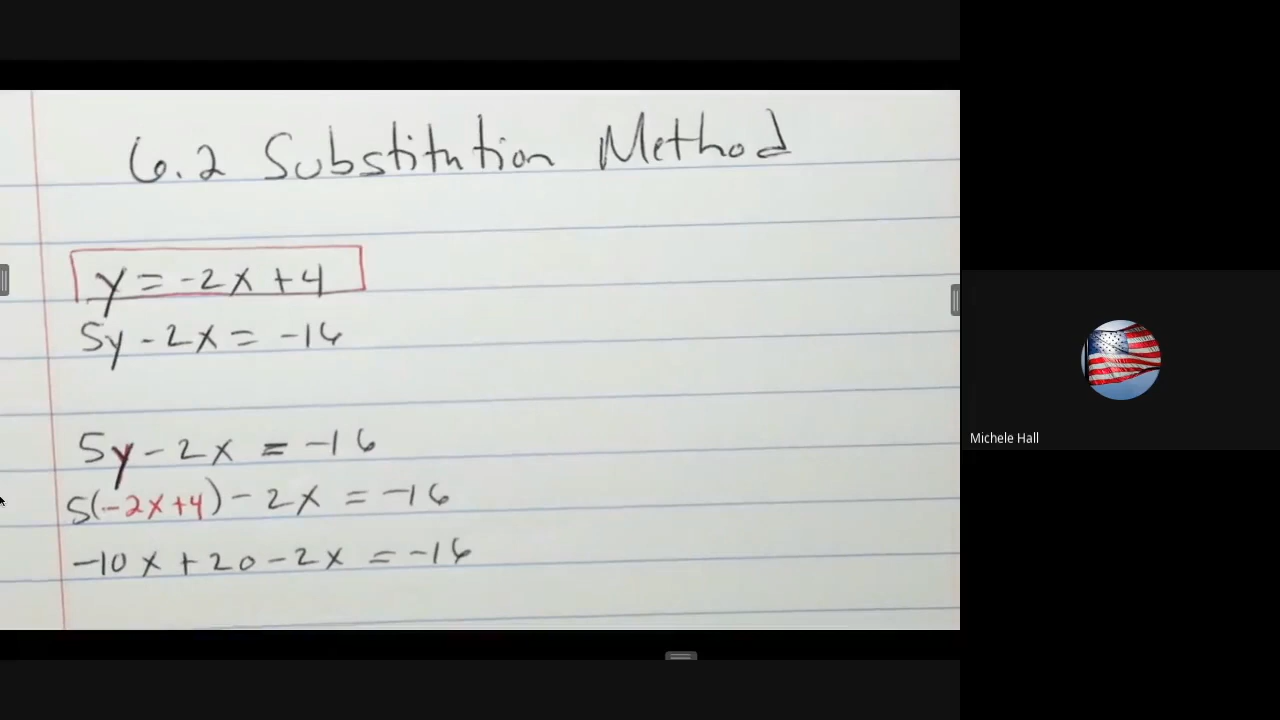 6.2 Substitution Method
y = -2x +4
5y - 2x = -16
5y - 2x = -16
5(-2x+4) - 2x = -16
-10x + 20 - 2x = -16
Michele Hall